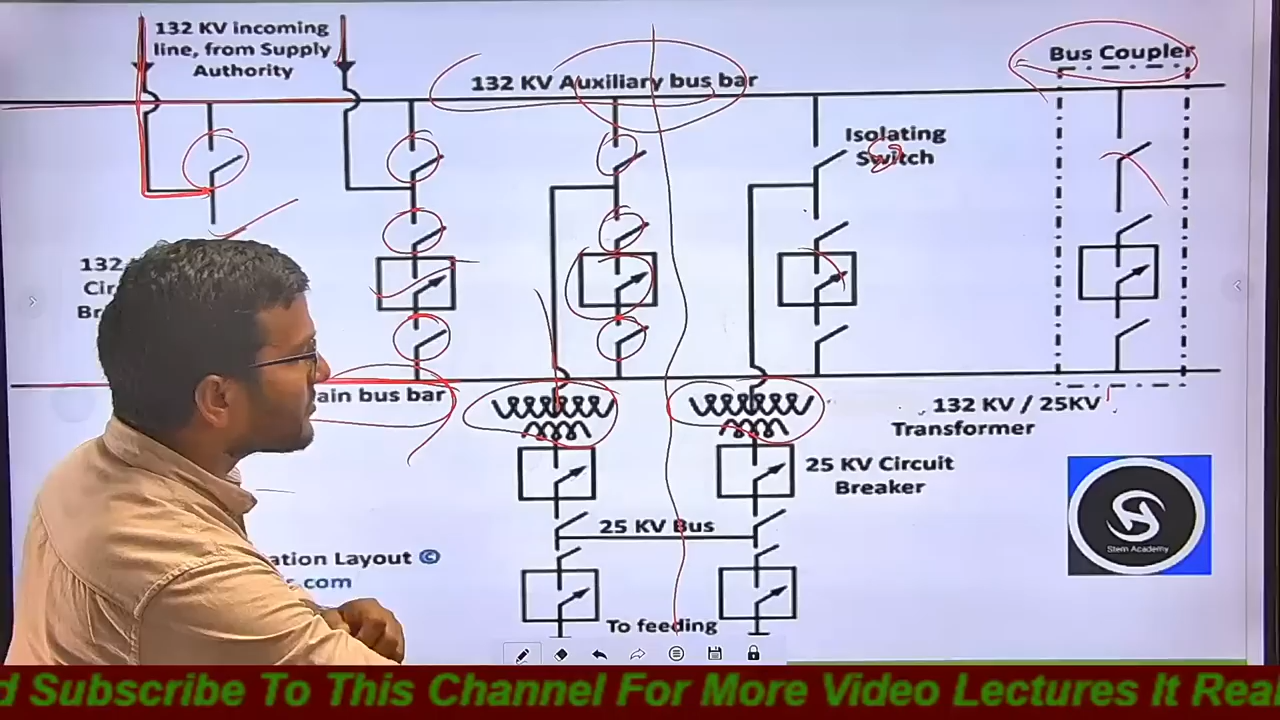 132 KV incoming
line, from Supply
Authority
132 KV Auxiliary bus bar
Bus Coupler
Isolating
Switch
132
Cir
Br
ain bus bar
132 KV / 25KV
Transformer
25 KV Circuit
Breaker
25 KV Bus
ation Layout ©
.com
To feeding
Stem Academy
d Subscribe To This Channel For More Video Lectures It Real